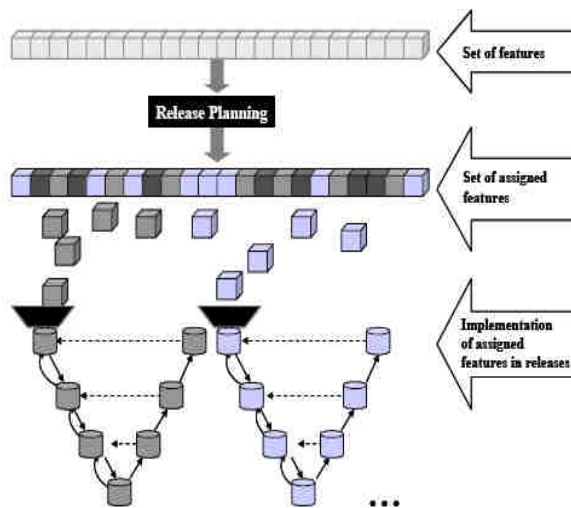 Set of features
Release Planning
Set of assigned
features
Implementation
of assigned
features in releases
...